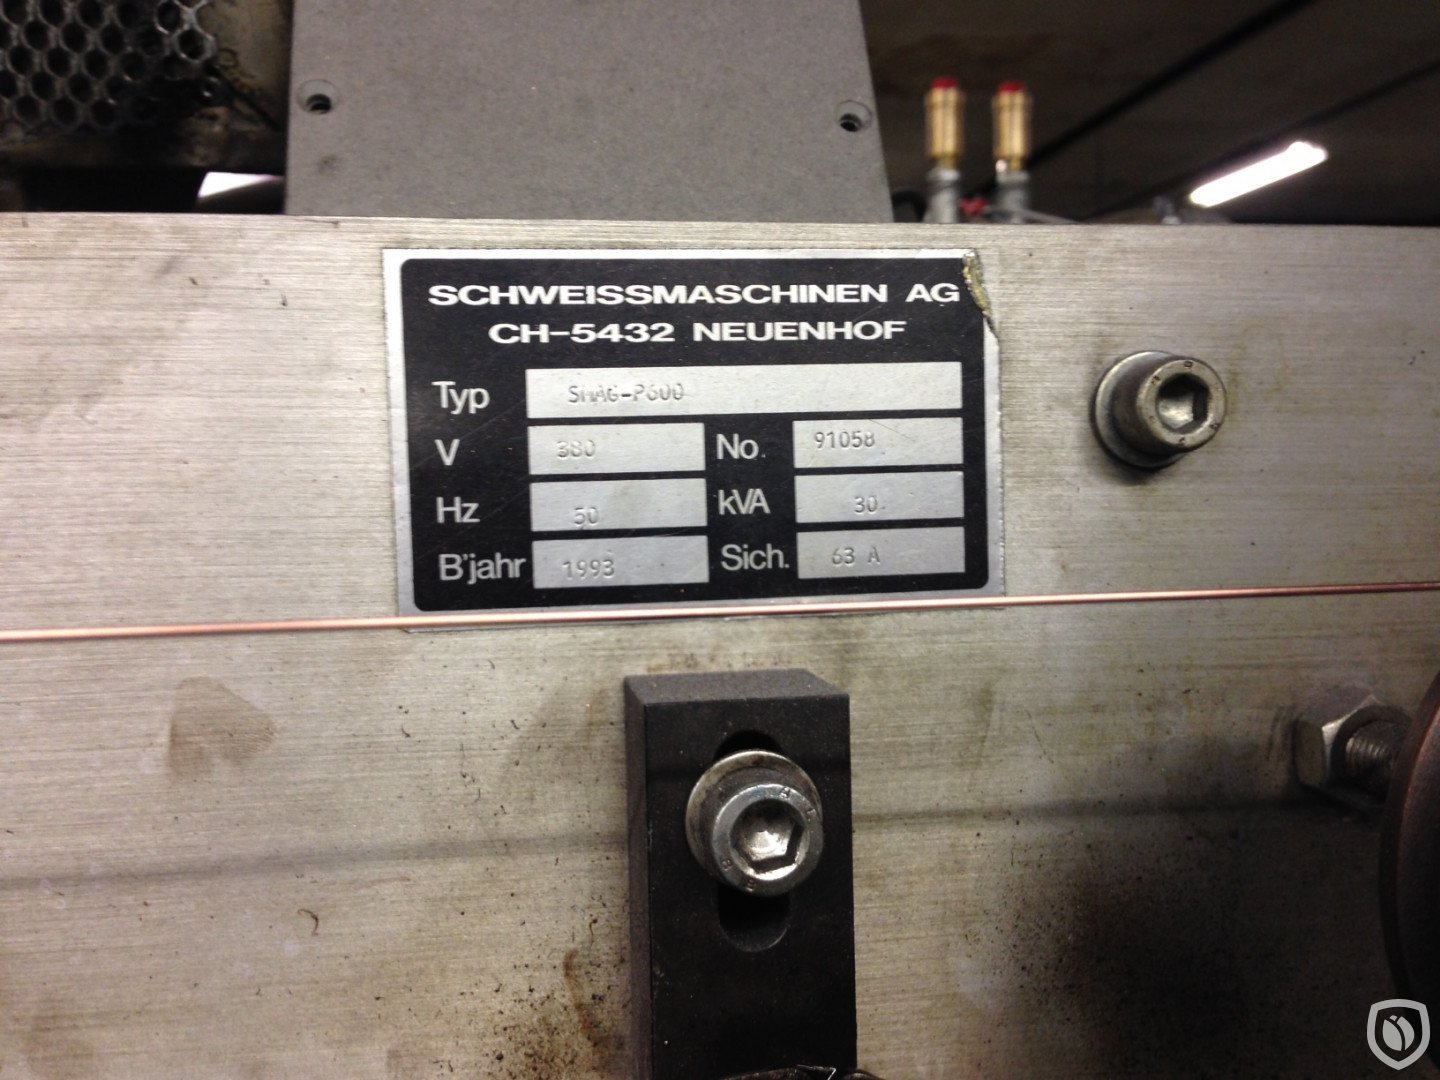 SCHWEISSMASCHINEN AG
CH-5432 NEUENHOF
Typ SMAG-P600
V 380 No. 91058
Hz 50 kVA 30
B'jahr 1993 Sich. 63 A